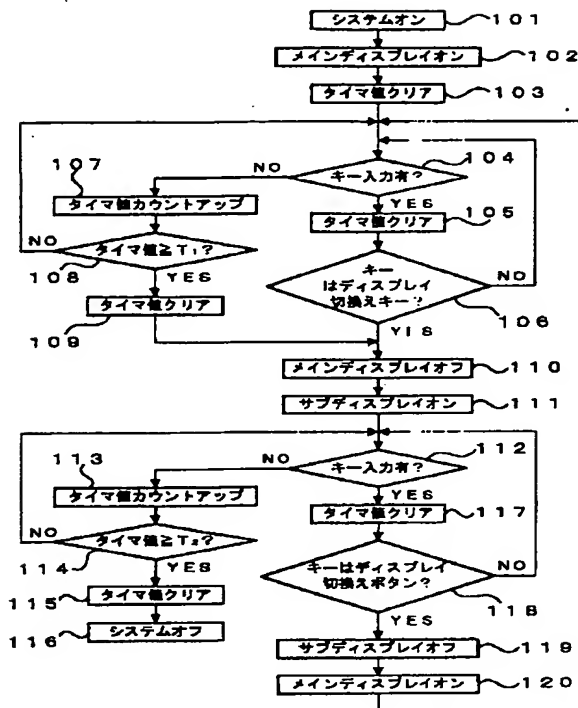 システムオン 101
メインディスプレイオン 102
タイマ値クリア 103
キー入力有? 104
NO
YES
107
タイマ値カウントアップ
タイマ値クリア 105
NO
タイマ値≧T₁?
108
YES
キー
はディスプレイ
切換えキー?
NO
106
タイマ値クリア
109
YIS
メインディスプレイオフ 110
サブディスプレイオン 111
キー入力有? 112
NO
YES
113
タイマ値カウントアップ
タイマ値クリア 117
NO
タイマ値≧T₂?
114
YES
キーはディスプレイ
切換えボタン?
NO
118
タイマ値クリア
115
YES
システムオフ
116
サブディスプレイオフ 119
メインディスプレイオン 120